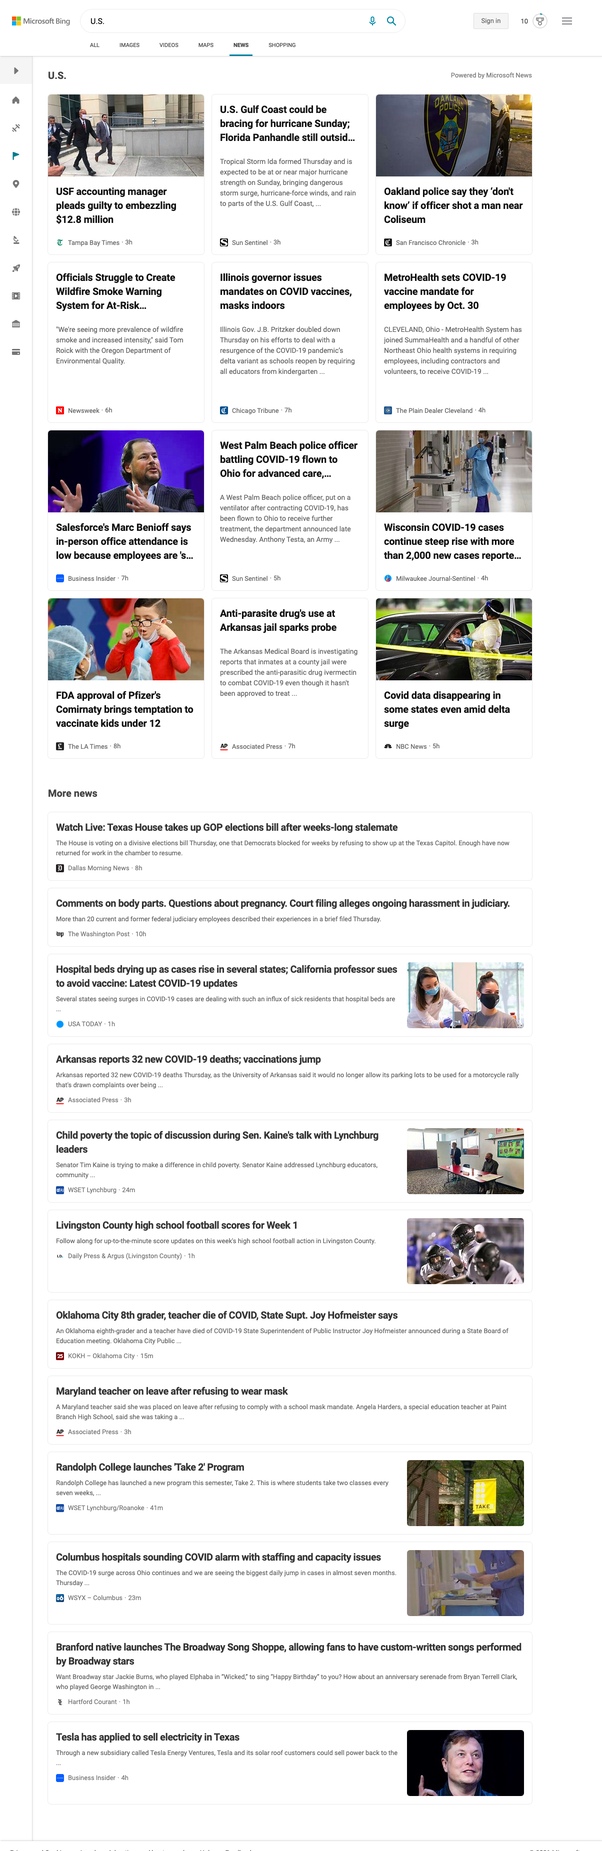 Microsoft Bing
U.S.
Sign in
10
ALL IMAGES VIDEOS MAPS NEWS SHOPPING
U.S.
Powered by Microsoft News
USF accounting manager
pleads guilty to embezzling
$12.8 million
Tampa Bay Times · 3h
U.S. Gulf Coast could be
bracing for hurricane Sunday;
Florida Panhandle still outsid...
Tropical Storm Ida formed Thursday and is
expected to be at or near major hurricane
strength on Sunday, bringing dangerous
storm surge, hurricane-force winds, and rain
to parts of the U.S. Gulf Coast, ...
Sun Sentinel · 3h
Oakland police say they 'don't
know' if officer shot a man near
Coliseum
San Francisco Chronicle · 3h
Officials Struggle to Create
Wildfire Smoke Warning
System for At-Risk...
"We're seeing more prevalence of wildfire
smoke and increased intensity," said Tom
Roick with the Oregon Department of
Environmental Quality.
Newsweek · 6h
Illinois governor issues
mandates on COVID vaccines,
masks indoors
Illinois Gov. J.B. Pritzker doubled down
Thursday on his efforts to deal with a
resurgence of the COVID-19 pandemic's
delta variant as schools reopen by requiring
all educators from kindergarten ...
Chicago Tribune · 7h
MetroHealth sets COVID-19
vaccine mandate for
employees by Oct. 30
CLEVELAND, Ohio - MetroHealth System has
joined SummaHealth and a handful of other
Northeast Ohio health systems in requiring
employees, including contractors and
volunteers, to receive COVID-19 ...
The Plain Dealer Cleveland · 4h
Salesforce's Marc Benioff says
in-person office attendance is
low because employees are 's...
Business Insider · 7h
West Palm Beach police officer
battling COVID-19 flown to
Ohio for advanced care,...
A West Palm Beach police officer, put on a
ventilator after contracting COVID-19, has
been flown to Ohio to receive further
treatment, the department announced late
Wednesday. Anthony Testa, an Army ...
Sun Sentinel · 5h
Wisconsin COVID-19 cases
continue steep rise with more
than 2,000 new cases reporte...
Milwaukee Journal-Sentinel · 4h
FDA approval of Pfizer's
Comirnaty brings temptation to
vaccinate kids under 12
The LA Times · 8h
Anti-parasite drug's use at
Arkansas jail sparks probe
The Arkansas Medical Board is investigating
reports that inmates at a county jail were
prescribed the anti-parasitic drug ivermectin
to combat COVID-19 even though it hasn't
been approved to treat ...
Associated Press · 7h
Covid data disappearing in
some states even amid delta
surge
NBC News · 5h
More news
Watch Live: Texas House takes up GOP elections bill after weeks-long stalemate
The House is voting on a divisive elections bill Thursday, one that Democrats blocked for weeks by refusing to show up at the Texas Capitol. Enough have now
returned for work in the chamber to resume.
Dallas Morning News · 8h
Comments on body parts. Questions about pregnancy. Court filing alleges ongoing harassment in judiciary.
More than 20 current and former federal judiciary employees described their experiences in a brief filed Thursday.
The Washington Post · 10h
Hospital beds drying up as cases rise in several states; California professor sues
to avoid vaccine: Latest COVID-19 updates
Several states seeing surges in COVID-19 cases are dealing with such an influx of sick residents that hospital beds are
...
USA TODAY · 1h
Arkansas reports 32 new COVID-19 deaths; vaccinations jump
Arkansas reported 32 new COVID-19 deaths Thursday, as the University of Arkansas said it would no longer allow its parking lots to be used for a motorcycle rally
that's drawn complaints over being ...
Associated Press · 3h
Child poverty the topic of discussion during Sen. Kaine's talk with Lynchburg
leaders
Senator Tim Kaine is trying to make a difference in child poverty. Senator Kaine addressed Lynchburg educators,
community ...
WSET Lynchburg · 24m
Livingston County high school football scores for Week 1
Follow along for up-to-the-minute score updates on this week's high school football action in Livingston County.
Daily Press & Argus (Livingston County) · 1h
Oklahoma City 8th grader, teacher die of COVID, State Supt. Joy Hofmeister says
An Oklahoma eighth-grader and a teacher have died of COVID-19 State Superintendent of Public Instructor Joy Hofmeister announced during a State Board of
Education meeting. Oklahoma City Public ...
KOKH – Oklahoma City · 15m
Maryland teacher on leave after refusing to wear mask
A Maryland teacher said she was placed on leave after refusing to comply with a school mask mandate. Angela Harders, a special education teacher at Paint
Branch High School, said she was taking a ...
Associated Press · 3h
Randolph College launches 'Take 2' Program
Randolph College has launched a new program this semester, Take 2. This is where students take two classes every
seven weeks, ...
WSET Lynchburg/Roanoke · 41m
TAKE
Columbus hospitals sounding COVID alarm with staffing and capacity issues
The COVID-19 surge across Ohio continues and we are seeing the biggest daily jump in cases in almost seven months.
Thursday ...
WSYX – Columbus · 23m
Branford native launches The Broadway Song Shoppe, allowing fans to have custom-written songs performed
by Broadway stars
Want Broadway star Jackie Burns, who played Elphaba in "Wicked," to sing "Happy Birthday" to you? How about an anniversary serenade from Bryan Terrell Clark,
who played George Washington in ...
Hartford Courant · 1h
Tesla has applied to sell electricity in Texas
Through a new subsidiary called Tesla Energy Ventures, Tesla and its solar roof customers could sell power back to the
...
Business Insider · 4h